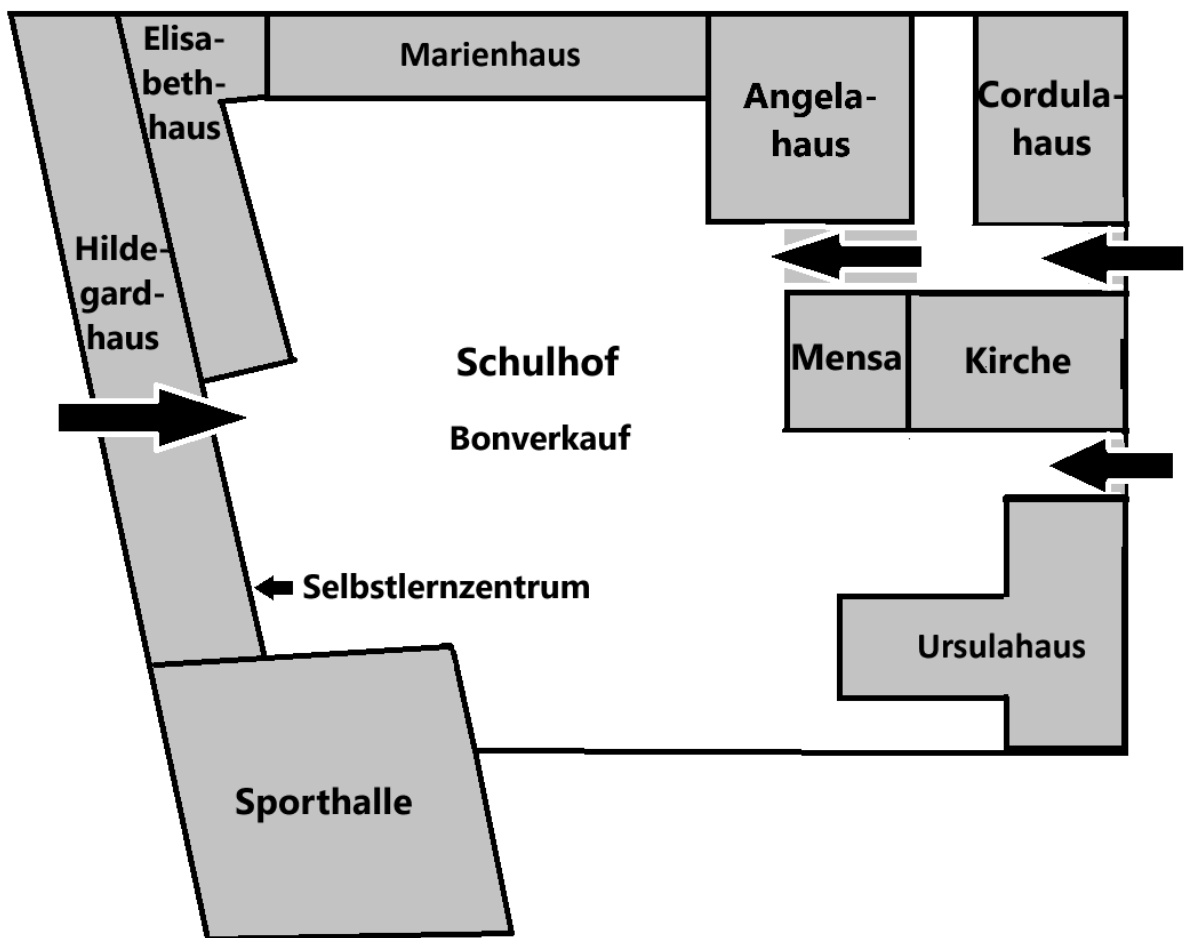 Elisa-
beth-
haus
Marienhaus
Angela-
haus
Cordula-
haus
Hilde-
gard-
haus
Schulhof
Bonverkauf
Mensa
Kirche
Selbstlernzentrum
Ursulahaus
Sporthalle